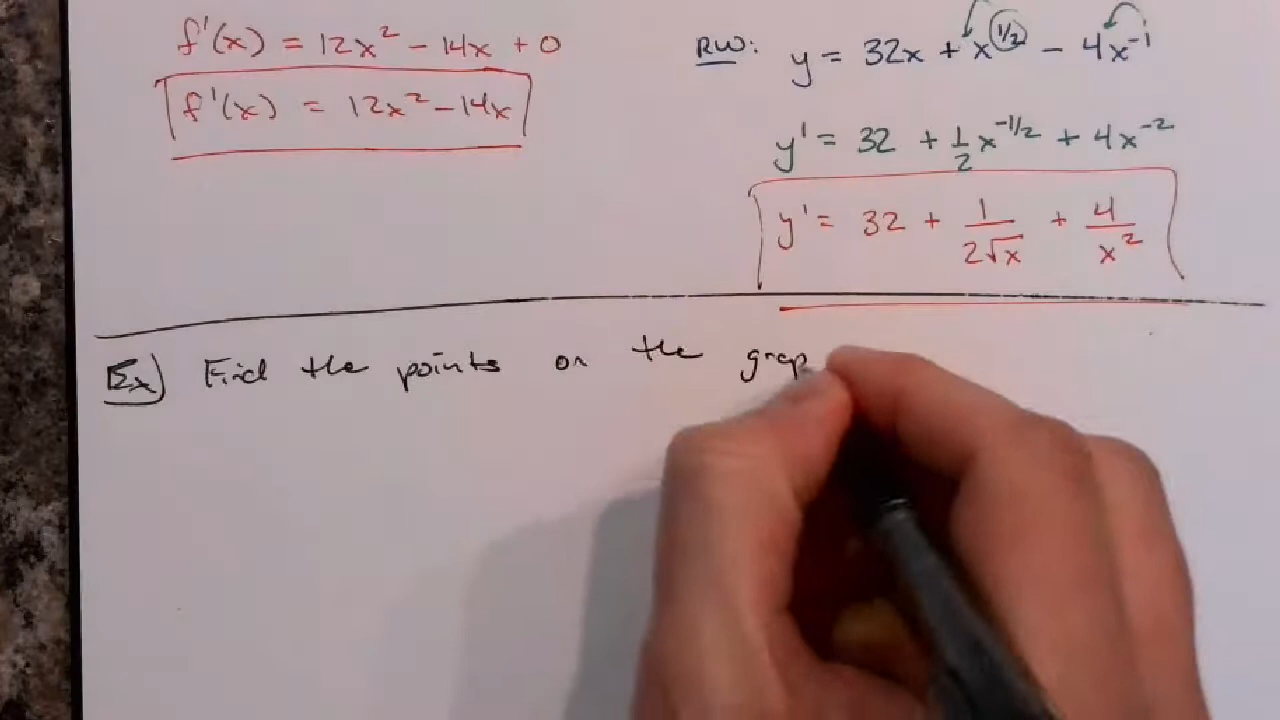 f'(x) = 12x² - 14x + 0
f'(x) = 12x² - 14x
RW: y = 32x + x^(1/2) - 4x⁻¹
y' = 32 + 1/2 x^(-1/2) + 4x⁻²
y' = 32 + 1/(2√x) + 4/x²
Ex) Find the points on the grap